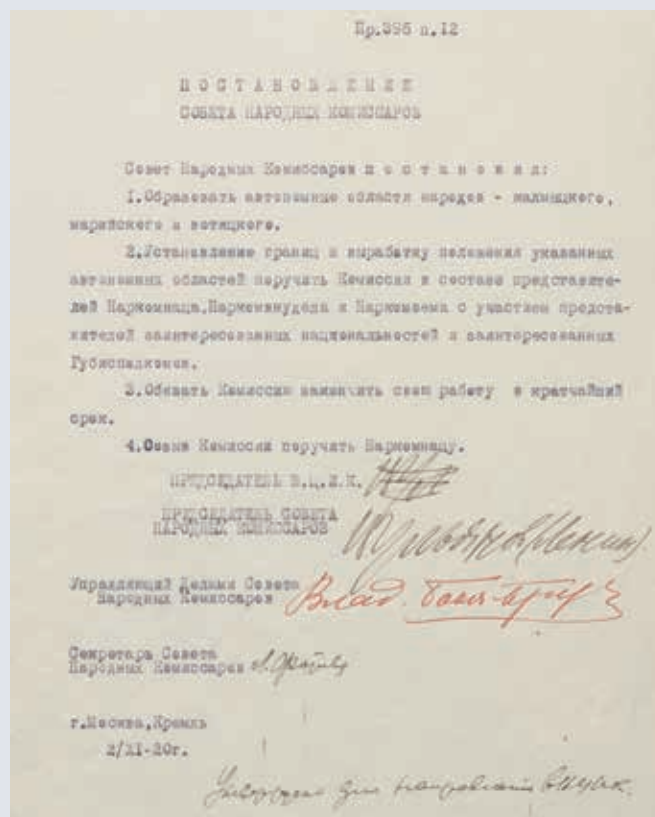 Пр.396 п.12
ПОСТАНОВЛЕНИЕ
СОВЕТА НАРОДНЫХ КОМИССАРОВ
Совет Народных Комиссаров постановил:
1.Образовать автономные области народов - калмыцкого,
марийского и вотяцкого.
2.Установление границ и выработку положения указанных
автономных областей поручить Комиссии в составе представите-
лей Наркомнаца,Наркомвнудела и Наркомзема с участием предста-
вителей заинтересованных национальностей и заинтересованных
Губисполкомов.
3.Обязать Комиссию закончить свою работу в кратчайший
срок.
4.Созыв Комиссии поручить Наркомнацу.
ПРЕДСЕДАТЕЛЬ В.Ц.И.К.
ПРЕДСЕДАТЕЛЬ СОВЕТА
НАРОДНЫХ КОМИССАРОВ
В.Ульянов(Ленин).
Управляющий Делами Совета
Народных Комиссаров
Влад. Бонч-Бруевич
Секретарь Совета
Народных Комиссаров
Л.Фотиева
г.Москва,Кремль
2/XI-20г.